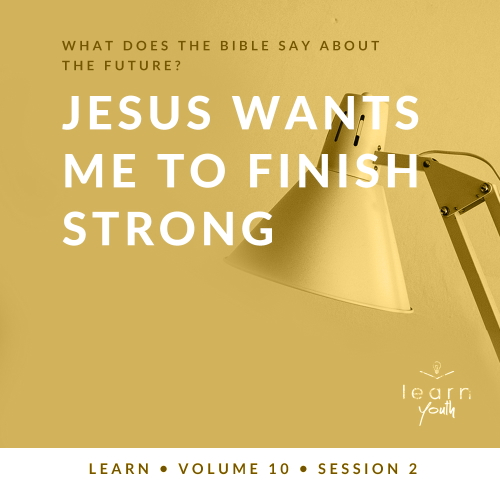 WHAT DOES THE BIBLE SAY ABOUT
THE FUTURE?
JESUS WANTS
ME TO FINISH
STRONG
learn
youth
LEARN • VOLUME 10 • SESSION 2